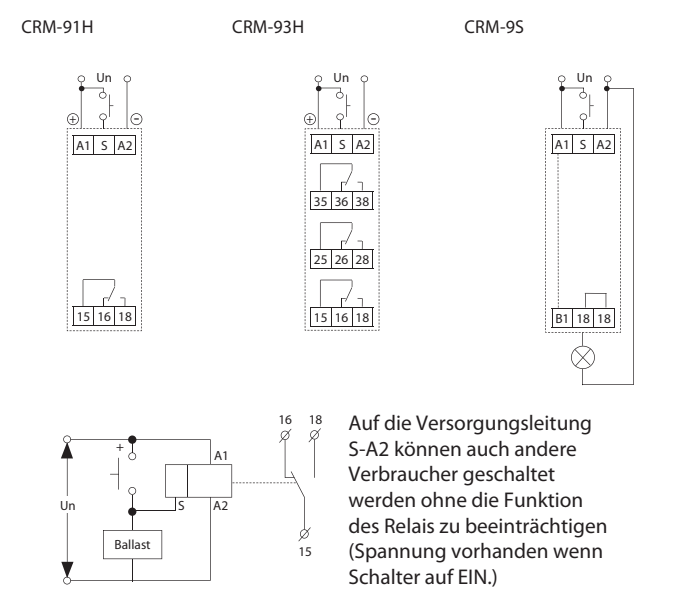 CRM-91H CRM-93H CRM-9S
Un Un Un
+ - + -
A1 S A2 A1 S A2 A1 S A2
35 36 38
25 26 28
15 16 18 15 16 18 B1 18 18
16 18
+
A1
Un
S A2
Ballast
15
Auf die Versorgungsleitung
S-A2 können auch andere
Verbraucher geschaltet
werden ohne die Funktion
des Relais zu beeinträchtigen
(Spannung vorhanden wenn
Schalter auf EIN.)